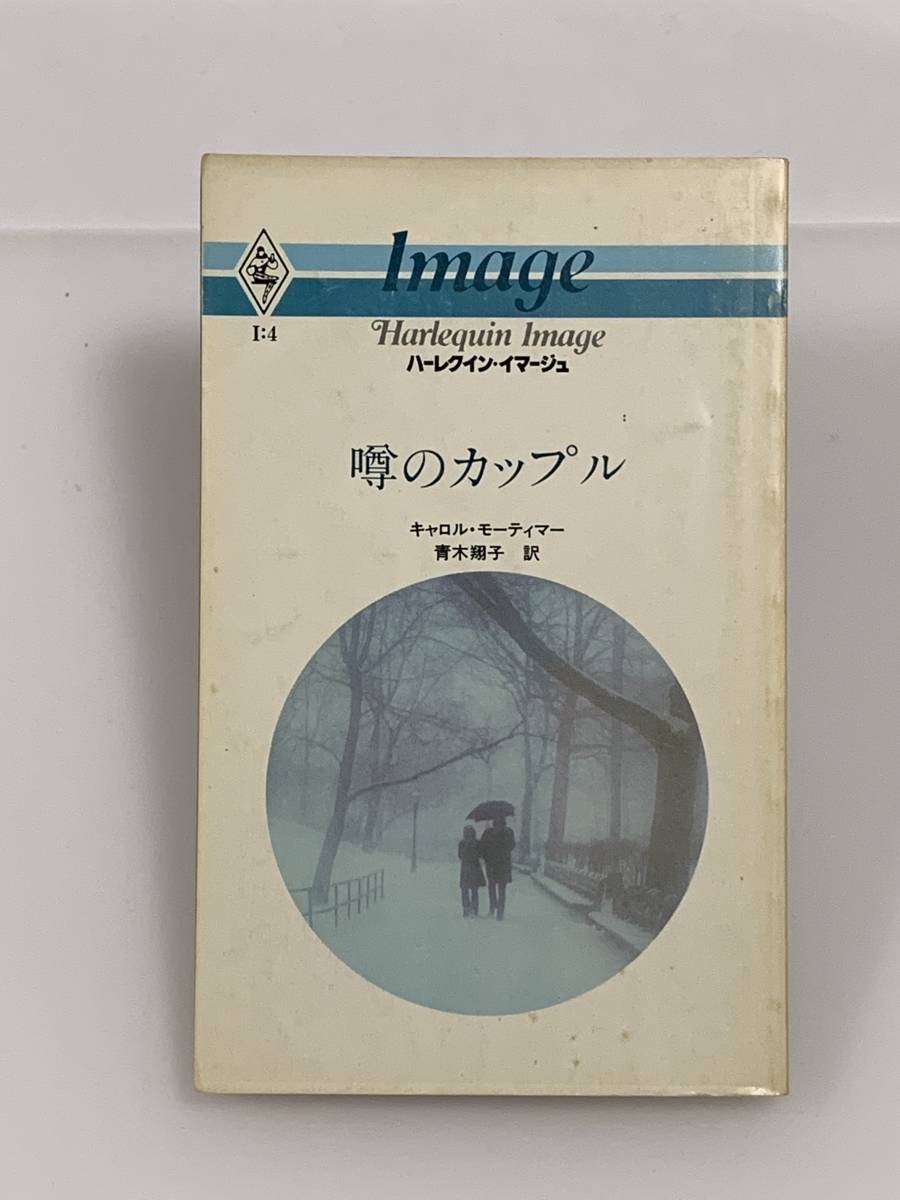 Image
I:4
Harlequin Image
ハーレクイン・イマージュ
噂のカップル
キャロル・モーティマー
青木翔子 訳